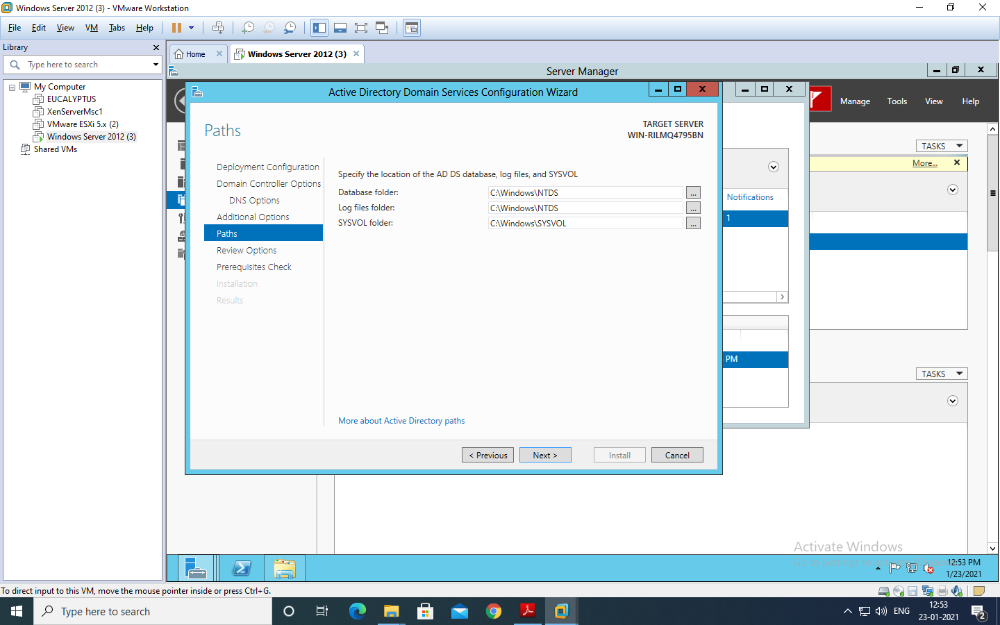 Windows Server 2012 (3) - VMware Workstation
File Edit View VM Tabs Help
Library
Type here to search
My Computer
EUCALYPTUS
XenServerMsc1
VMware ESXi 5.x (2)
Windows Server 2012 (3)
Shared VMs
Home
Windows Server 2012 (3)
Server Manager
Manage Tools View Help
Active Directory Domain Services Configuration Wizard
Paths
TARGET SERVER
WIN-RILMQ4795BN
Deployment Configuration
Domain Controller Options
DNS Options
Additional Options
Paths
Review Options
Prerequisites Check
Installation
Results
Specify the location of the AD DS database, log files, and SYSVOL
Database folder: C:\Windows\NTDS ...
Log files folder: C:\Windows\NTDS ...
SYSVOL folder: C:\Windows\SYSVOL ...
More about Active Directory paths
< Previous Next > Install Cancel
Notifications
1
PM
TASKS
More...
TASKS
Activate Windows
Go to Settings to
12:53 PM
1/23/2021
To direct input to this VM, move the mouse pointer inside or press Ctrl+G.
Type here to search
ENG
12:53
23-01-2021
2